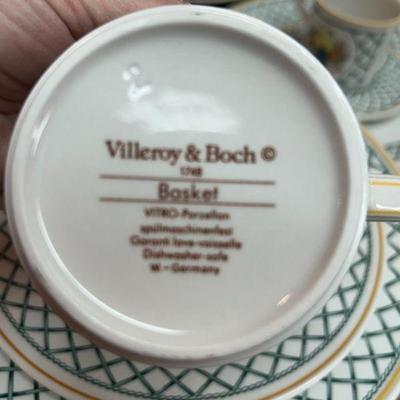 Villeroy & Boch ©
1748
Basket
VITRO-Porzellan
spülmaschinenfest
Garanti lave-vaisselle
Dishwasher-safe
W.-Germany